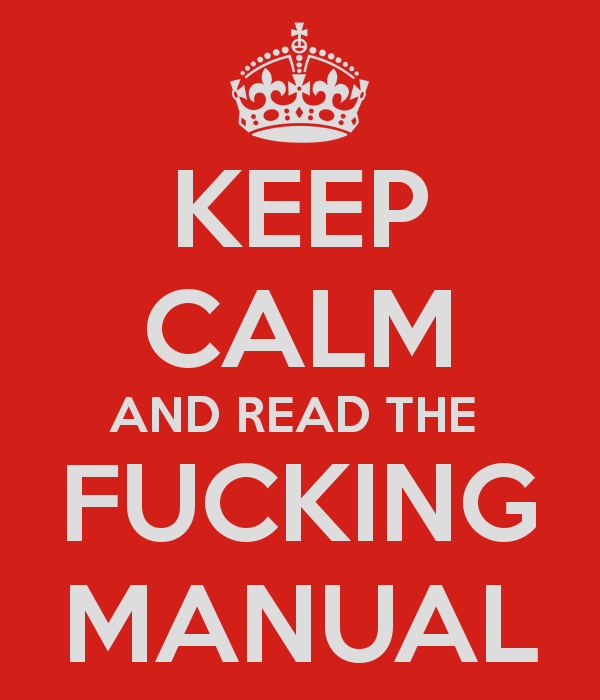 KEEP
CALM
AND READ THE
FUCKING
MANUAL